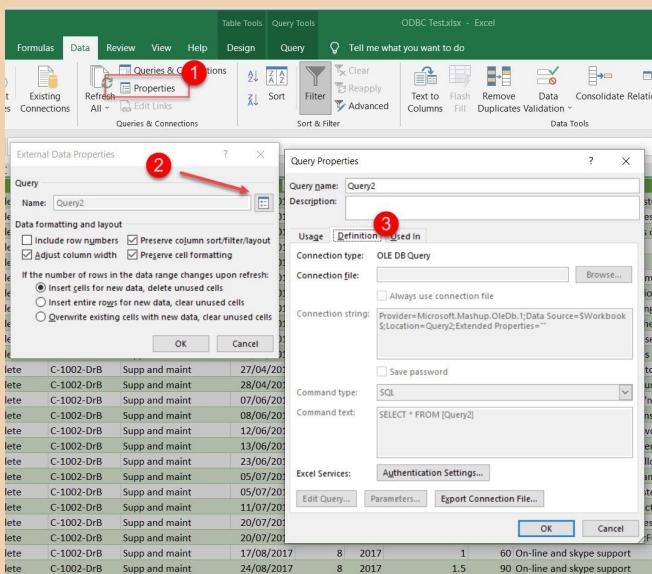 Table Tools Query Tools ODBC Test.xlsx - Excel
Formulas Data Review View Help Design Query Tell me what you want to do
Queries & Connections
1
Properties
Edit Links
Existing Connections
Refresh All
Queries & Connections
Sort
Filter
Clear
Reapply
Advanced
Sort & Filter
Text to Columns
Flash Fill
Remove Duplicates
Data Validation
Consolidate
Data Tools
External Data Properties ? ×
2
Query
Name: Query2
Data formatting and layout
Include row numbers Preserve column sort/filter/layout
Adjust column width Preserve cell formatting
If the number of rows in the data range changes upon refresh:
Insert cells for new data, delete unused cells
Insert entire rows for new data, clear unused cells
Overwrite existing cells with new data, clear unused cells
OK Cancel
Query Properties ? ×
Query name: Query2
Description:
3
Usage Definition Used In
Connection type: OLE DB Query
Connection file: Browse...
Always use connection file
Connection string: Provider=Microsoft.Mashup.OleDb.1;Data Source=$Workbook
$;Location=Query2;Extended Properties=""
Save password
Command type: SQL
Command text: SELECT * FROM [Query2]
Excel Services: Authentication Settings...
Edit Query... Parameters... Export Connection File...
OK Cancel
lete C-1002-DrB Supp and maint 27/04/201
lete C-1002-DrB Supp and maint 28/04/201
lete C-1002-DrB Supp and maint 07/06/201
lete C-1002-DrB Supp and maint 08/06/201
lete C-1002-DrB Supp and maint 12/06/201
lete C-1002-DrB Supp and maint 13/06/201
lete C-1002-DrB Supp and maint 23/06/201
lete C-1002-DrB Supp and maint 05/07/201
lete C-1002-DrB Supp and maint 05/07/201
lete C-1002-DrB Supp and maint 11/07/201
lete C-1002-DrB Supp and maint 20/07/201
lete C-1002-DrB Supp and maint 20/07/201
lete C-1002-DrB Supp and maint 17/08/2017 8 2017 1 60 On-line and skype support
lete C-1002-DrB Supp and maint 24/08/2017 8 2017 1.5 90 On-line and skype support